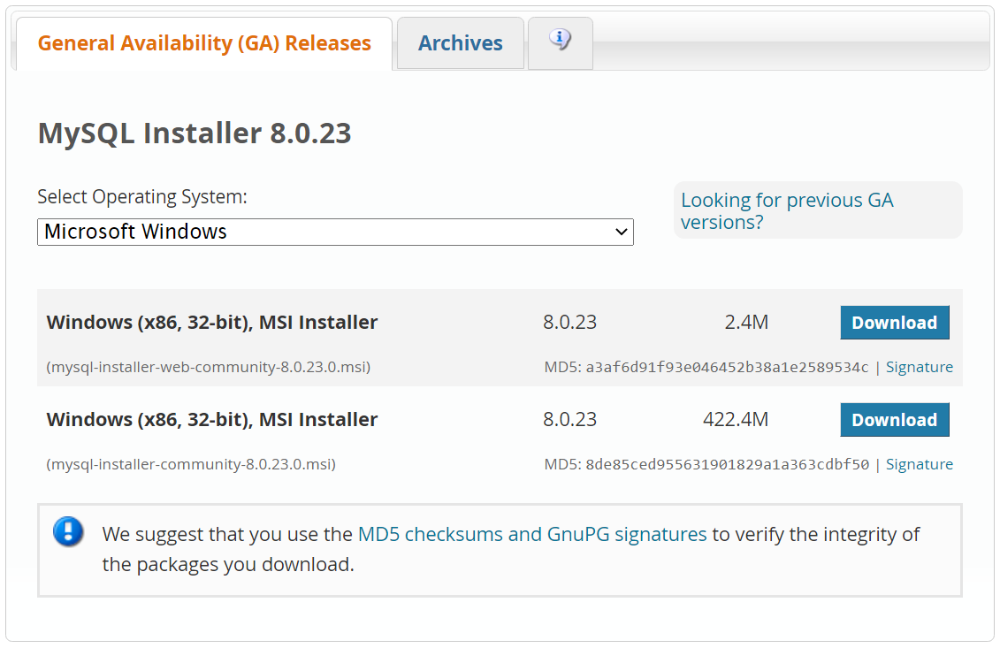 General Availability (GA) Releases
Archives
MySQL Installer 8.0.23
Select Operating System:
Looking for previous GA
versions?
Microsoft Windows
Windows (x86, 32-bit), MSI Installer 8.0.23 2.4M Download
(mysql-installer-web-community-8.0.23.0.msi) MD5: a3af6d91f93e046452b38a1e2589534c | Signature
Windows (x86, 32-bit), MSI Installer 8.0.23 422.4M Download
(mysql-installer-community-8.0.23.0.msi) MD5: 8de85ced955631901829a1a363cdbf50 | Signature
We suggest that you use the MD5 checksums and GnuPG signatures to verify the integrity of
the packages you download.